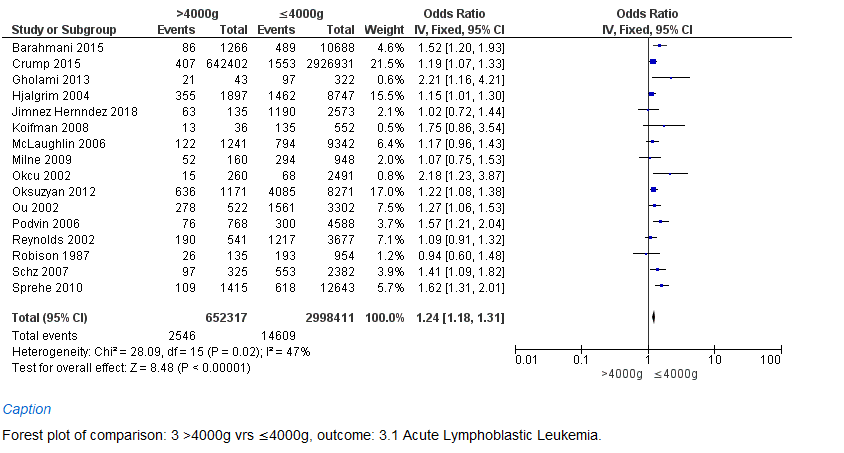 >4000g ≤4000g Odds Ratio Odds Ratio
Study or Subgroup Events Total Events Total Weight IV, Fixed, 95% CI IV, Fixed, 95% CI
Barahmani 2015 86 1266 489 10688 4.6% 1.52 [1.20, 1.93]
Crump 2015 407 642402 1553 2926931 21.5% 1.19 [1.07, 1.33]
Gholami 2013 21 43 97 322 0.6% 2.21 [1.16, 4.21]
Hjalgrim 2004 355 1897 1462 8747 15.5% 1.15 [1.01, 1.30]
Jimnez Hernndez 2018 63 135 1190 2573 2.1% 1.02 [0.72, 1.44]
Koifman 2008 13 36 135 552 0.5% 1.75 [0.86, 3.54]
McLaughlin 2006 122 1241 794 9342 6.4% 1.17 [0.96, 1.43]
Milne 2009 52 160 294 948 2.0% 1.07 [0.75, 1.53]
Okcu 2002 15 260 68 2491 0.8% 2.18 [1.23, 3.87]
Oksuzyan 2012 636 1171 4085 8271 17.0% 1.22 [1.08, 1.38]
Ou 2002 278 522 1561 3302 7.5% 1.27 [1.06, 1.53]
Podvin 2006 76 768 300 4588 3.7% 1.57 [1.21, 2.04]
Reynolds 2002 190 541 1217 3677 7.1% 1.09 [0.91, 1.32]
Robison 1987 26 135 193 954 1.2% 0.94 [0.60, 1.48]
Schz 2007 97 325 553 2382 3.9% 1.41 [1.09, 1.82]
Sprehe 2010 109 1415 618 12643 5.7% 1.62 [1.31, 2.01]
Total (95% CI) 652317 2998411 100.0% 1.24 [1.18, 1.31]
Total events 2546 14609
Heterogeneity: Chi² = 28.09, df = 15 (P = 0.02); I² = 47%
Test for overall effect: Z = 8.48 (P < 0.00001)
0.01 0.1 1 10 100
>4000g ≤4000g
Caption
Forest plot of comparison: 3 >4000g vrs ≤4000g, outcome: 3.1 Acute Lymphoblastic Leukemia.